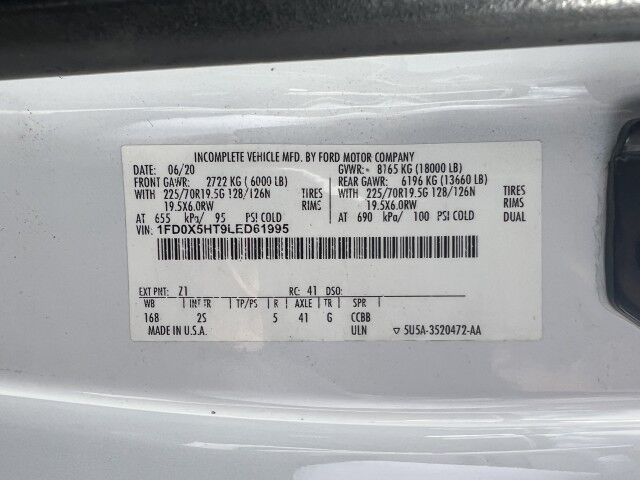 INCOMPLETE VEHICLE MFD. BY FORD MOTOR COMPANY
DATE: 06/20 GVWR: 8165 KG (18000 LB)
FRONT GAWR: 2722 KG (6000 LB) REAR GAWR: 6196 KG (13660 LB)
WITH 225/70R19.5G 128/126N TIRES WITH 225/70R19.5G 128/126N TIRES
19.5X6.0RW RIMS 19.5X6.0RW RIMS
AT 655 kPa/ 95 PSI COLD AT 690 kPa/ 100 PSI COLD DUAL
VIN: 1FD0X5HT9LED61995
EXT PNT: Z1 RC: 41 DSO:
WB INT TR TP/PS R AXLE TR SPR
168 2S 5 41 G CCBB
MADE IN U.S.A. ULN ▽ 5U5A-3520472-AA